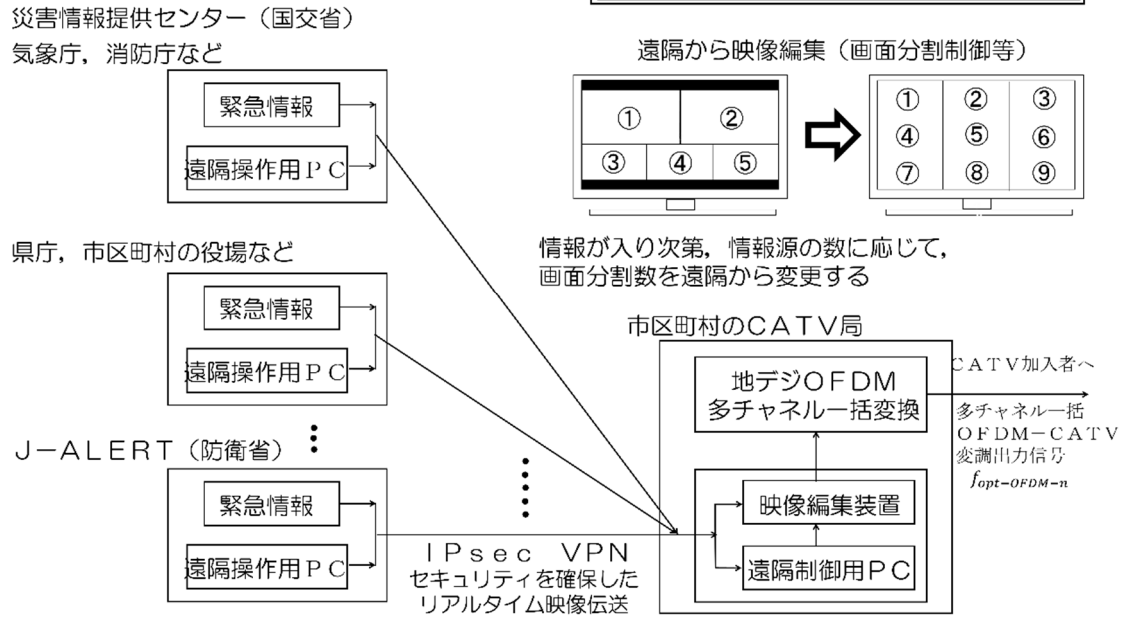 災害情報提供センター（国交省）
気象庁，消防庁など
緊急情報
遠隔操作用ＰＣ
県庁，市区町村の役場など
緊急情報
遠隔操作用ＰＣ
Ｊ－ＡＬＥＲＴ（防衛省）
緊急情報
遠隔操作用ＰＣ
遠隔から映像編集（画面分割制御等）
① ②
③ ④ ⑤
① ② ③
④ ⑤ ⑥
⑦ ⑧ ⑨
情報が入り次第，情報源の数に応じて，
画面分割数を遠隔から変更する
ＩＰｓｅｃ ＶＰＮ
セキュリティを確保した
リアルタイム映像伝送
市区町村のＣＡＴＶ局
地デジＯＦＤＭ
多チャネル一括変換
映像編集装置
遠隔制御用ＰＣ
ＣＡＴＶ加入者へ
多チャネル一括
ＯＦＤＭ－ＣＡＴＶ
変調出力信号
f_opt-OFDM-n